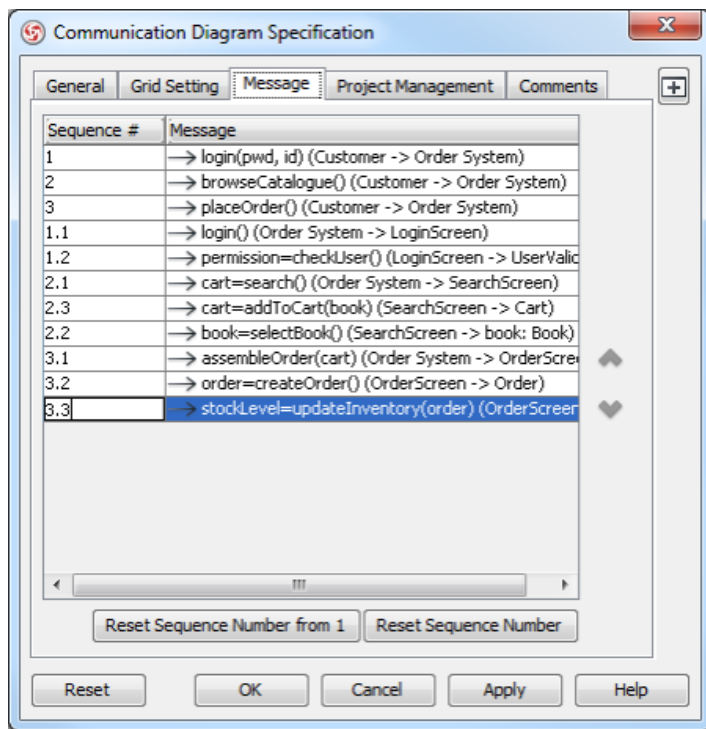 Communication Diagram Specification
General Grid Setting Message Project Management Comments
Sequence # Message
1 login(pwd, id) (Customer -> Order System)
2 browseCatalogue() (Customer -> Order System)
3 placeOrder() (Customer -> Order System)
1.1 login() (Order System -> LoginScreen)
1.2 permission=checkUser() (LoginScreen -> UserValic
2.1 cart=search() (Order System -> SearchScreen)
2.3 cart=addToCart(book) (SearchScreen -> Cart)
2.2 book=selectBook() (SearchScreen -> book: Book)
3.1 assembleOrder(cart) (Order System -> OrderScree
3.2 order=createOrder() (OrderScreen -> Order)
3.3 stockLevel=updateInventory(order) (OrderScreen
Reset Sequence Number from 1 Reset Sequence Number
Reset OK Cancel Apply Help